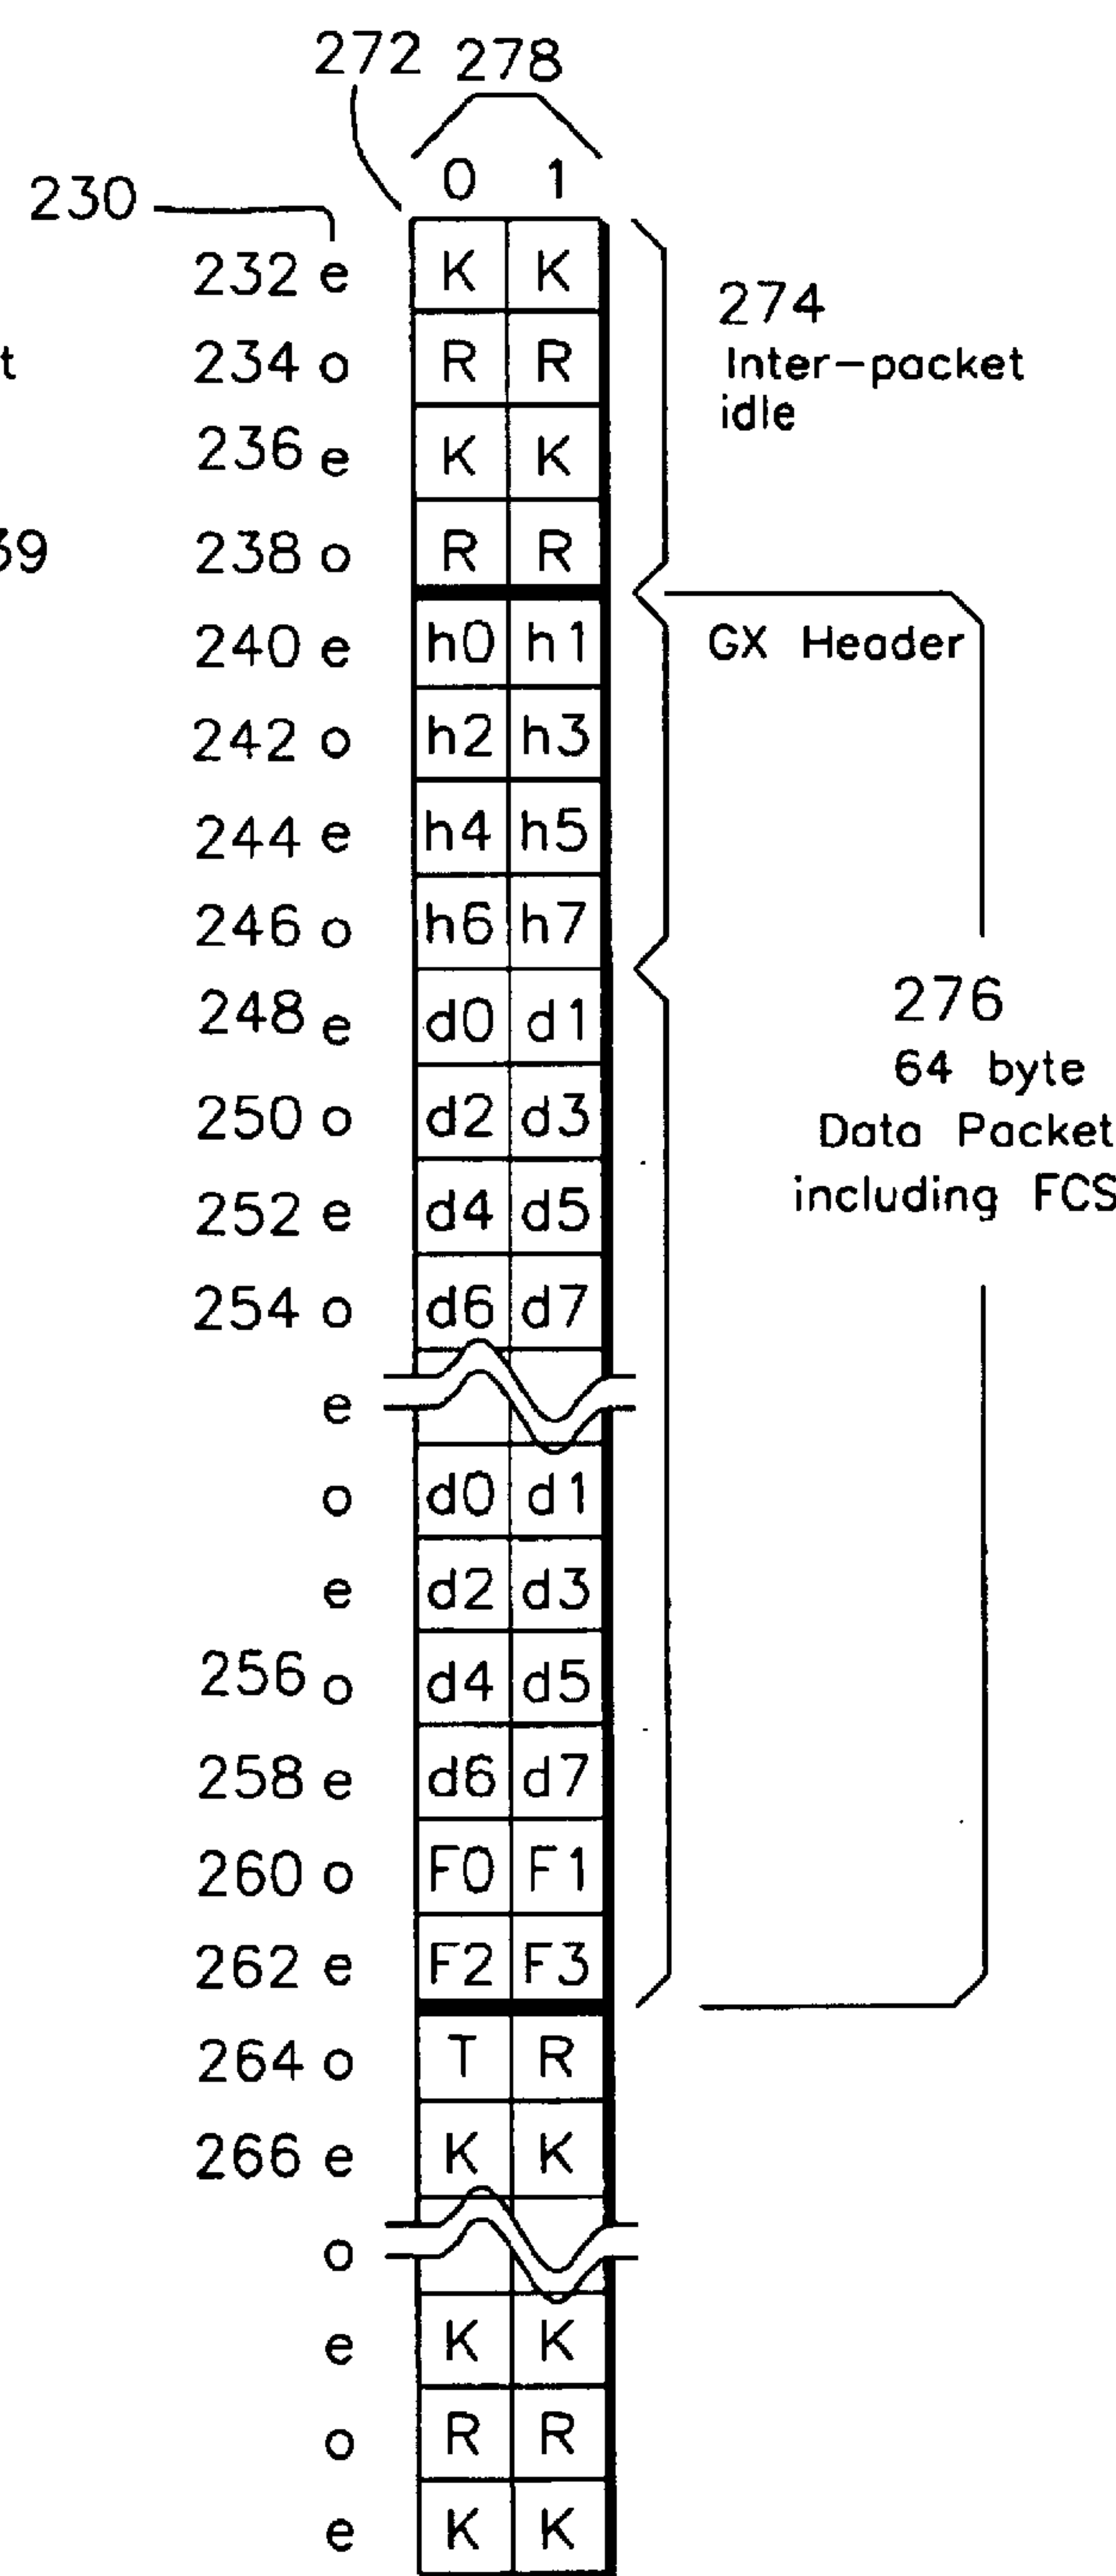 272 278
0 1
230
232 e K K
274
Inter-packet
idle
t 234 o R R
236 e K K
39 238 o R R
240 e h0 h1 GX Header
242 o h2 h3
244 e h4 h5
246 o h6 h7
248 e d0 d1
276
64 byte
Data Packet
including FCS
250 o d2 d3
252 e d4 d5
254 o d6 d7
e
o d0 d1
e d2 d3
256 o d4 d5
258 e d6 d7
260 o F0 F1
262 e F2 F3
264 o T R
266 e K K
o
e K K
o R R
e K K